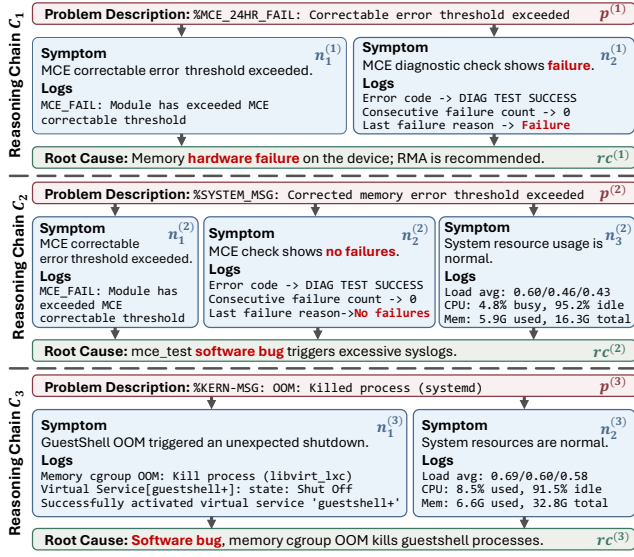 Reasoning Chain C₁
Problem Description: %MCE_24HR_FAIL: Correctable error threshold exceeded p⁽¹⁾
Symptom n₁⁽¹⁾
MCE correctable error threshold exceeded.
Logs
MCE_FAIL: Module has exceeded MCE
correctable threshold
Symptom n₂⁽¹⁾
MCE diagnostic check shows failure.
Logs
Error code -> DIAG TEST SUCCESS
Consecutive failure count -> 0
Last failure reason -> Failure
Root Cause: Memory hardware failure on the device; RMA is recommended. rc⁽¹⁾
Reasoning Chain C₂
Problem Description: %SYSTEM_MSG: Corrected memory error threshold exceeded p⁽²⁾
Symptom n₁⁽²⁾
MCE correctable
error threshold exceeded.
Logs
MCE_FAIL: Module has
exceeded MCE
correctable threshold
Symptom n₂⁽²⁾
MCE check shows no failures.
Logs
Error code -> DIAG TEST SUCCESS
Consecutive failure count -> 0
Last failure reason->No failures
Symptom n₃⁽²⁾
System resource usage is
normal.
Logs
Load avg: 0.60/0.46/0.43
CPU: 4.8% busy, 95.2% idle
Mem: 5.9G used, 16.3G total
Root Cause: mce_test software bug triggers excessive syslogs. rc⁽²⁾
Reasoning Chain C₃
Problem Description: %KERN-MSG: OOM: Killed process (systemd) p⁽³⁾
Symptom n₁⁽³⁾
GuestShell OOM triggered an unexpected shutdown.
Logs
Memory cgroup OOM: Kill process (libvirt_lxc)
Virtual Service[guestshell+]: state: Shut Off
Successfully activated virtual service 'guestshell+'
Symptom n₂⁽³⁾
System resources are normal.
Logs
Load avg: 0.69/0.60/0.58
CPU: 8.5% used, 91.5% idle
Mem: 6.6G used, 32.8G total
Root Cause: Software bug, memory cgroup OOM kills guestshell processes. rc⁽³⁾